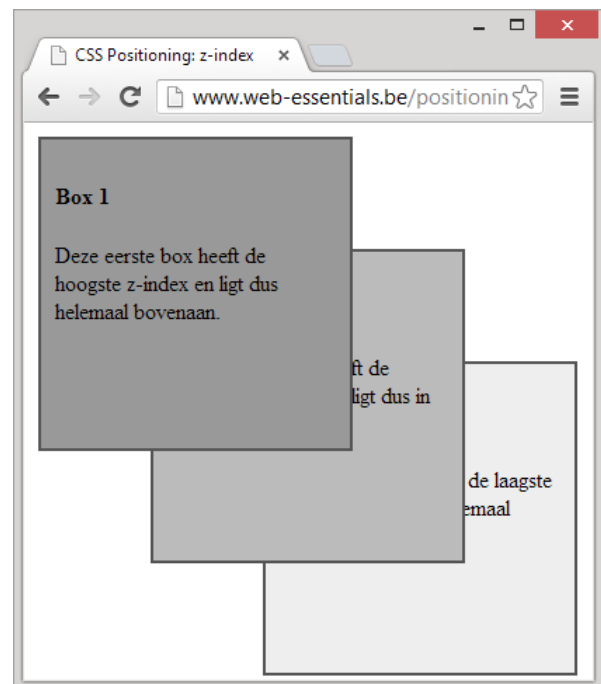 CSS Positioning: z-index
www.web-essentials.be/positionin
Box 1
Deze eerste box heeft de
hoogste z-index en ligt dus
helemaal bovenaan.
ft de
ligt dus in
de laagste
emaal